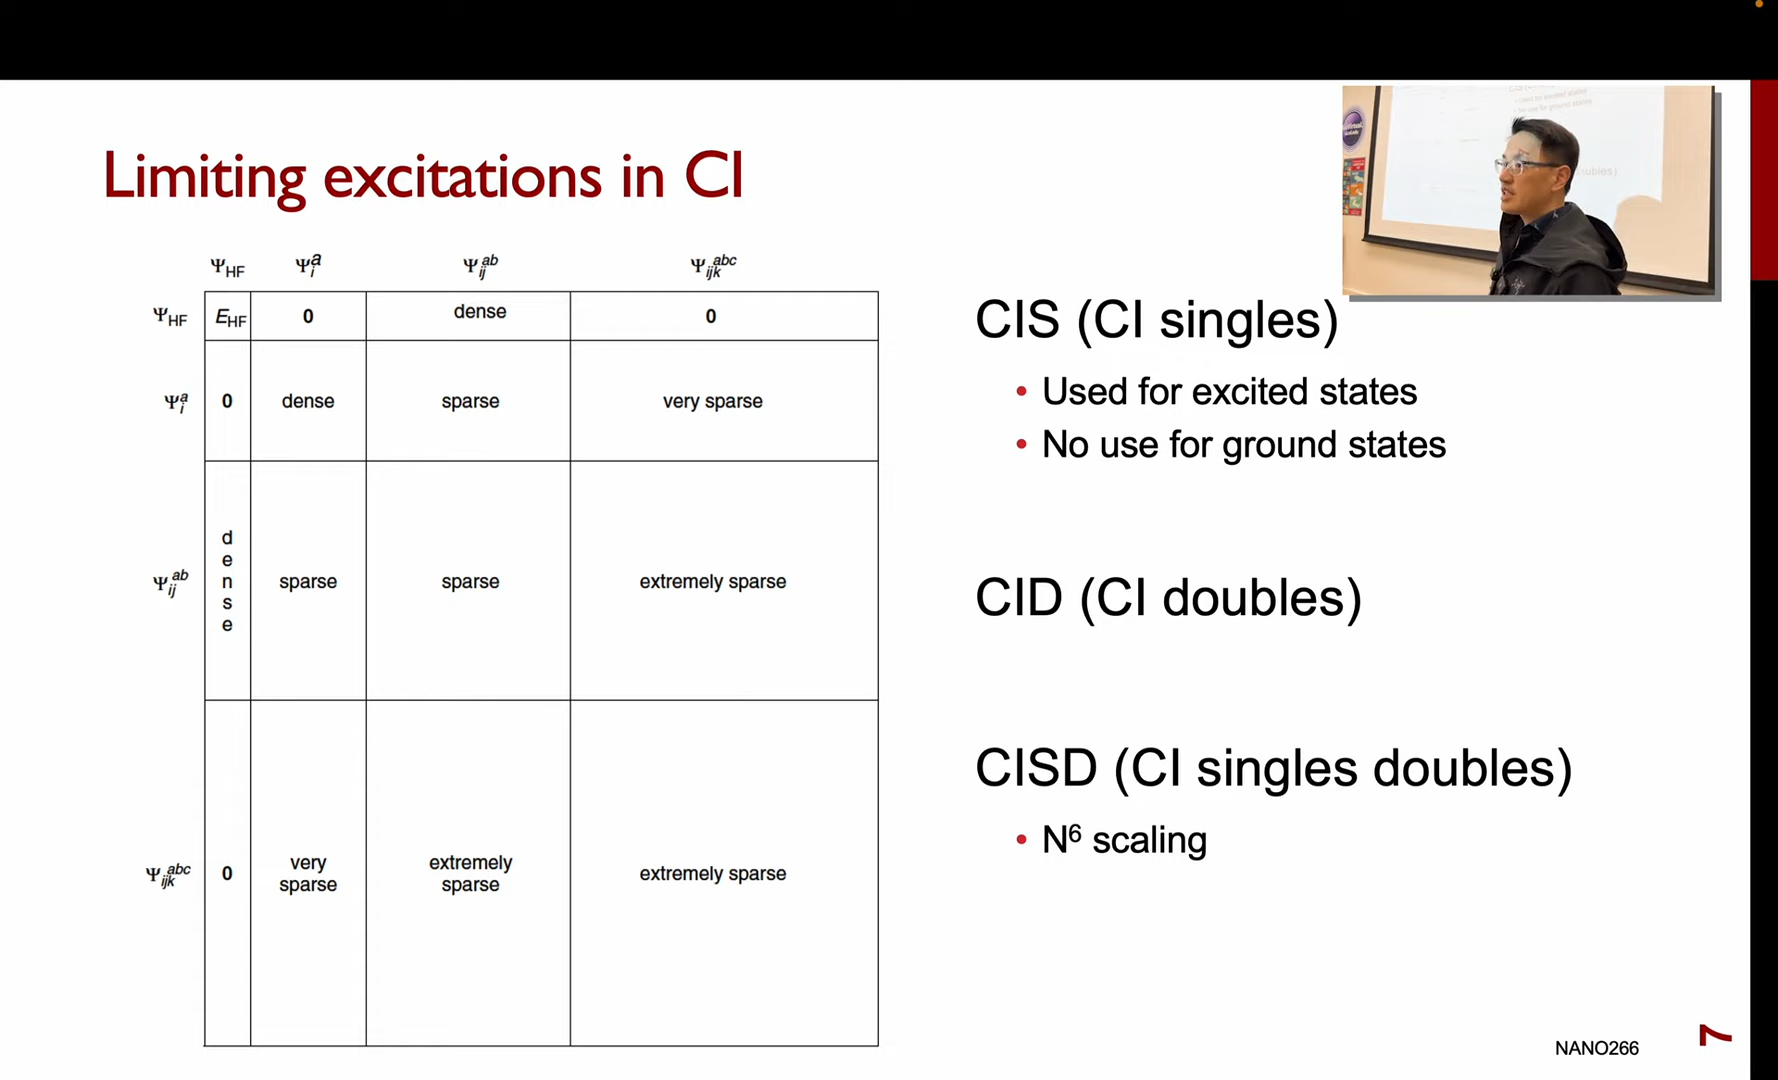 Limiting excitations in CI
Ψ_HF Ψ_i^a Ψ_ij^ab Ψ_ijk^abc
Ψ_HF E_HF 0 dense 0
Ψ_i^a 0 dense sparse very sparse
Ψ_ij^ab dense sparse sparse extremely sparse
Ψ_ijk^abc 0 very sparse extremely sparse extremely sparse
CIS (CI singles)
• Used for excited states
• No use for ground states
CID (CI doubles)
CISD (CI singles doubles)
• N⁶ scaling
NANO266
7